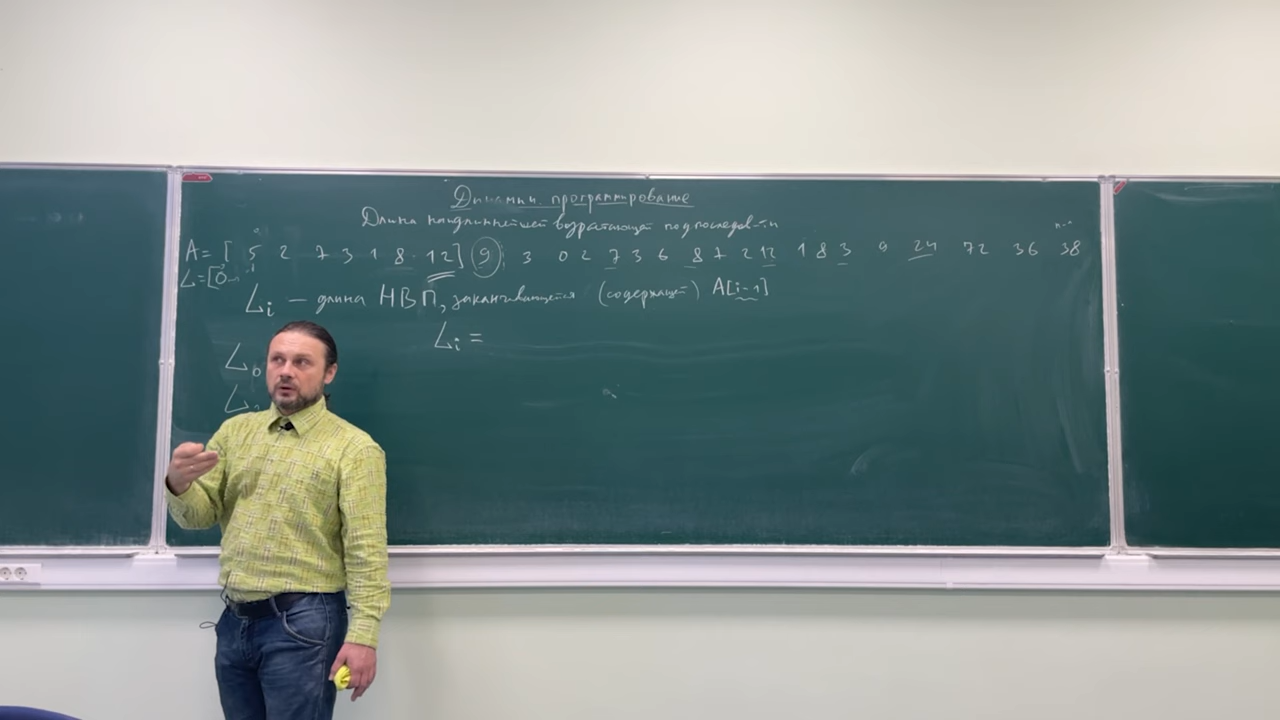 Динамич. программирование
Длина наидлиннейшей возрастающей подпоследов-ти
A = [ 5 2 7 3 1 8 12 ] 9, 3 0 2 7 3 6 8 7 2 12 1 8 3 9 24 72 36 38
L = [0
Lᵢ – длина НВП, заканчивающейся (содержащей) A[i-1]
Lᵢ =
L₀
L